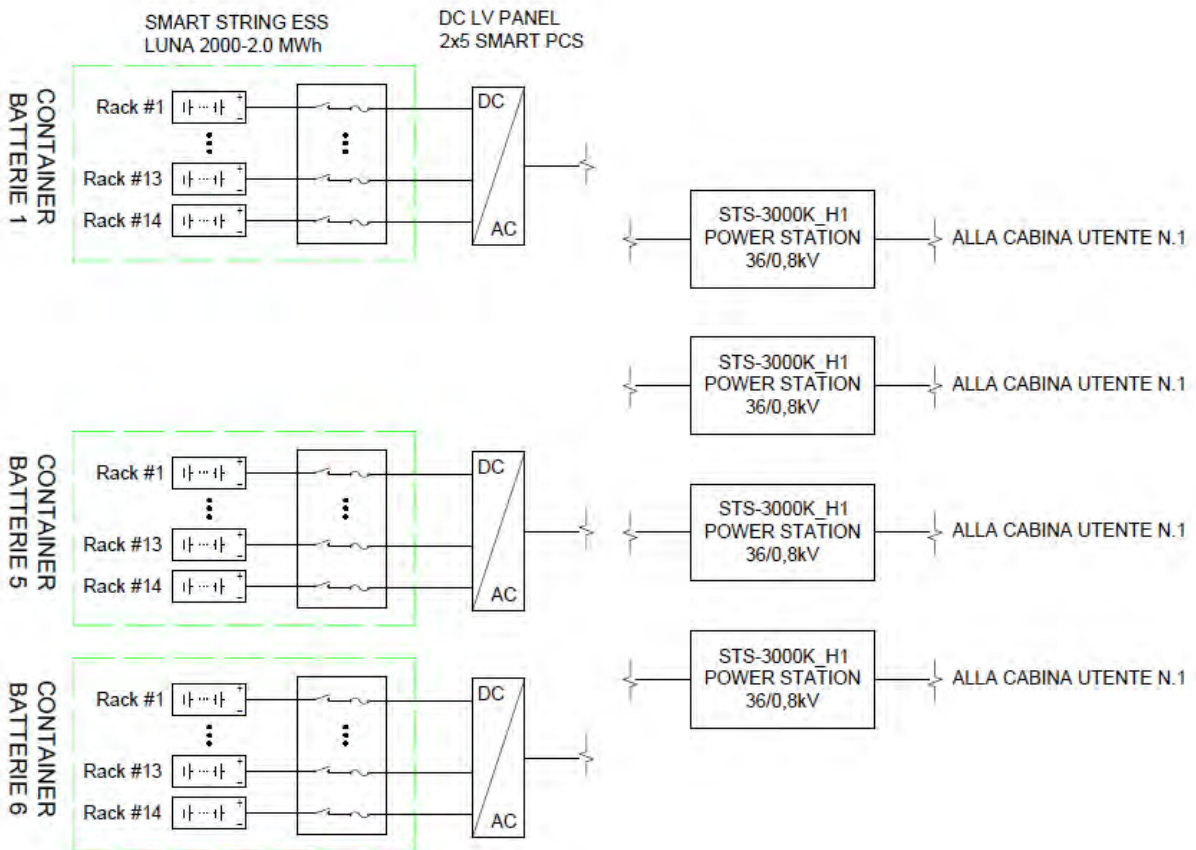 SMART STRING ESS
LUNA 2000-2.0 MWh
DC LV PANEL
2x5 SMART PCS
CONTAINER
BATTERIE 1
Rack #1
+
-
Rack #13
+
-
Rack #14
+
-
DC
AC
STS-3000K_H1
POWER STATION
36/0,8kV
ALLA CABINA UTENTE N.1
STS-3000K_H1
POWER STATION
36/0,8kV
ALLA CABINA UTENTE N.1
CONTAINER
BATTERIE 5
Rack #1
+
-
Rack #13
+
-
Rack #14
+
-
DC
AC
STS-3000K_H1
POWER STATION
36/0,8kV
ALLA CABINA UTENTE N.1
CONTAINER
BATTERIE 6
Rack #1
+
-
Rack #13
+
-
Rack #14
+
-
DC
AC
STS-3000K_H1
POWER STATION
36/0,8kV
ALLA CABINA UTENTE N.1